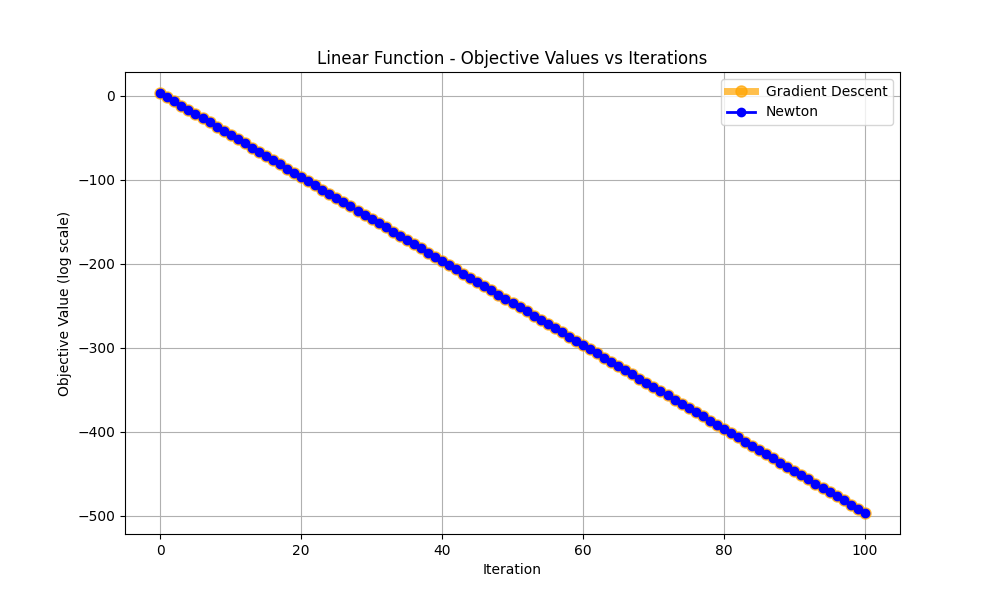 Linear Function - Objective Values vs Iterations
Gradient Descent
Newton
Objective Value (log scale)
0
−100
−200
−300
−400
−500
0 20 40 60 80 100
Iteration